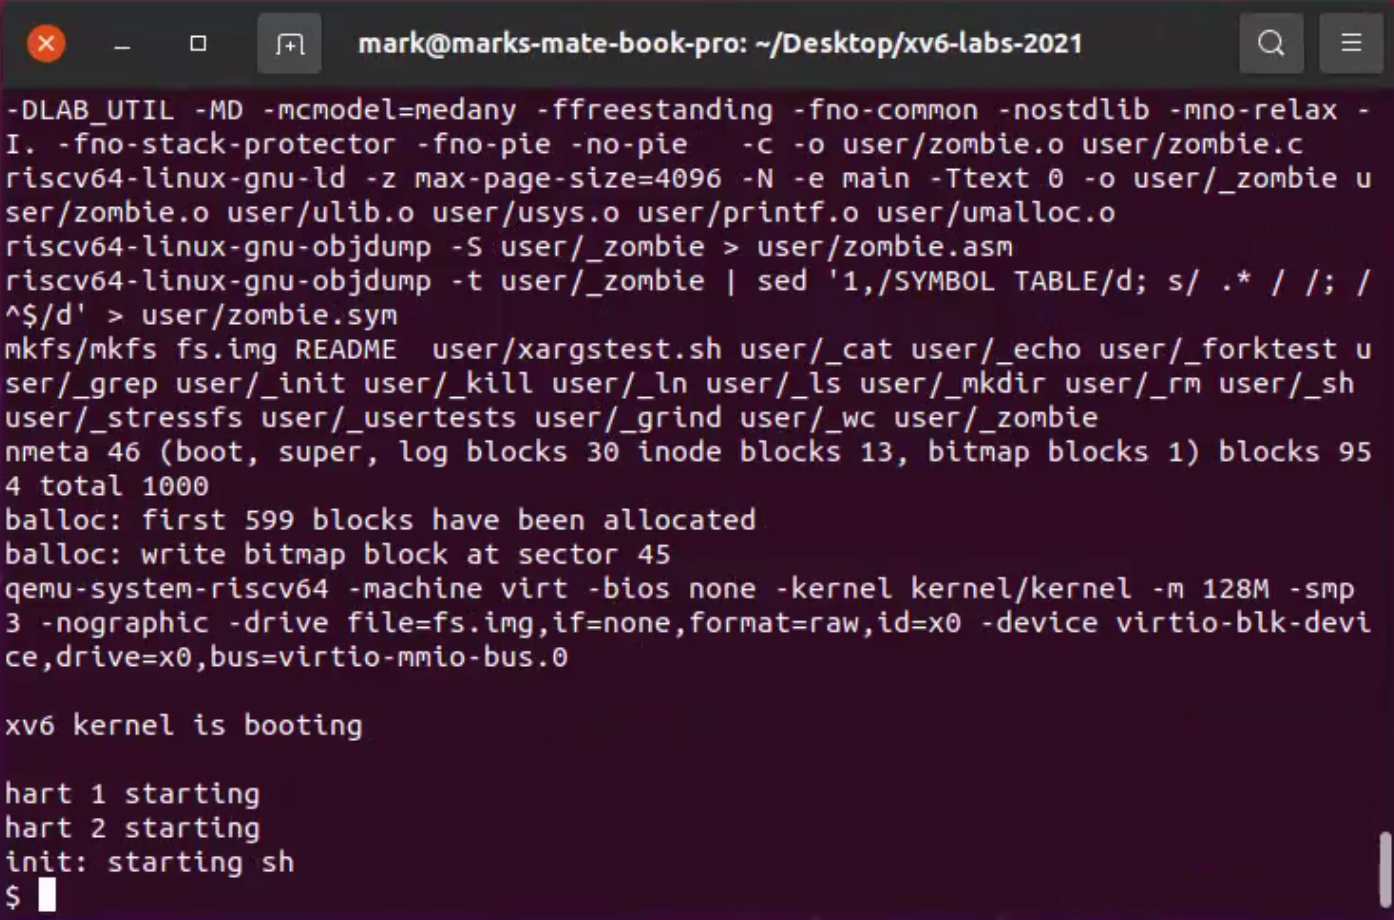 mark@marks-mate-book-pro: ~/Desktop/xv6-labs-2021
-DLAB_UTIL -MD -mcmodel=medany -ffreestanding -fno-common -nostdlib -mno-relax -
I. -fno-stack-protector -fno-pie -no-pie   -c -o user/zombie.o user/zombie.c
riscv64-linux-gnu-ld -z max-page-size=4096 -N -e main -Ttext 0 -o user/_zombie u
ser/zombie.o user/ulib.o user/usys.o user/printf.o user/umalloc.o
riscv64-linux-gnu-objdump -S user/_zombie > user/zombie.asm
riscv64-linux-gnu-objdump -t user/_zombie | sed '1,/SYMBOL TABLE/d; s/ .* / /; /
^$/d' > user/zombie.sym
mkfs/mkfs fs.img README  user/xargstest.sh user/_cat user/_echo user/_forktest u
ser/_grep user/_init user/_kill user/_ln user/_ls user/_mkdir user/_rm user/_sh
user/_stressfs user/_usertests user/_grind user/_wc user/_zombie
nmeta 46 (boot, super, log blocks 30 inode blocks 13, bitmap blocks 1) blocks 95
4 total 1000
balloc: first 599 blocks have been allocated
balloc: write bitmap block at sector 45
qemu-system-riscv64 -machine virt -bios none -kernel kernel/kernel -m 128M -smp
3 -nographic -drive file=fs.img,if=none,format=raw,id=x0 -device virtio-blk-devi
ce,drive=x0,bus=virtio-mmio-bus.0
xv6 kernel is booting
hart 1 starting
hart 2 starting
init: starting sh
$